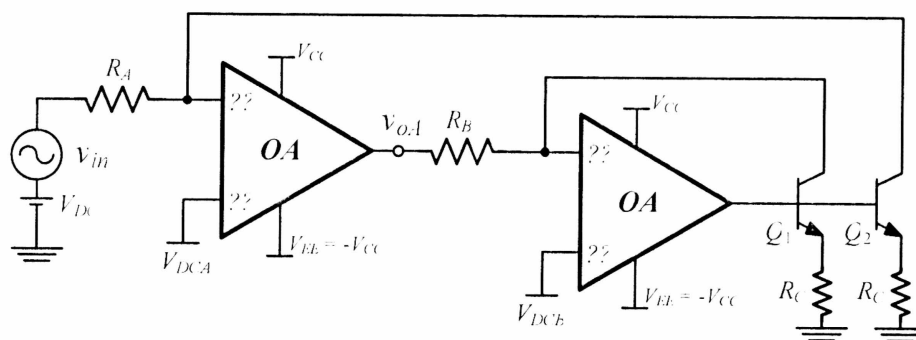 R_A
V_CC
??
OA
v_in
V_DC
??
V_DCA
V_EE = -V_CC
v_OA
R_B
V_CC
??
OA
??
V_DCB
V_EE = -V_CC
Q_1
Q_2
R_C
R_C